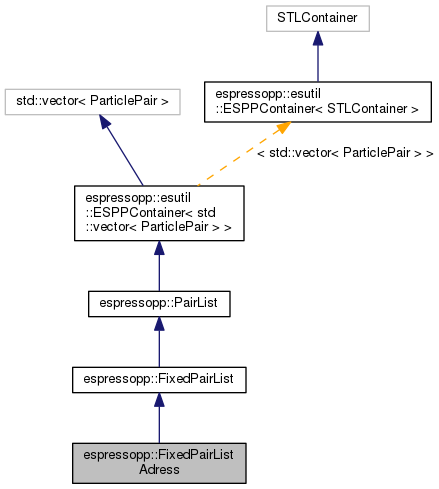 STLContainer
std::vector< ParticlePair >
espressopp::esutil
::ESPPContainer< STLContainer >
< std::vector< ParticlePair > >
espressopp::esutil
::ESPPContainer< std
::vector< ParticlePair > >
espressopp::PairList
espressopp::FixedPairList
espressopp::FixedPairList
Adress